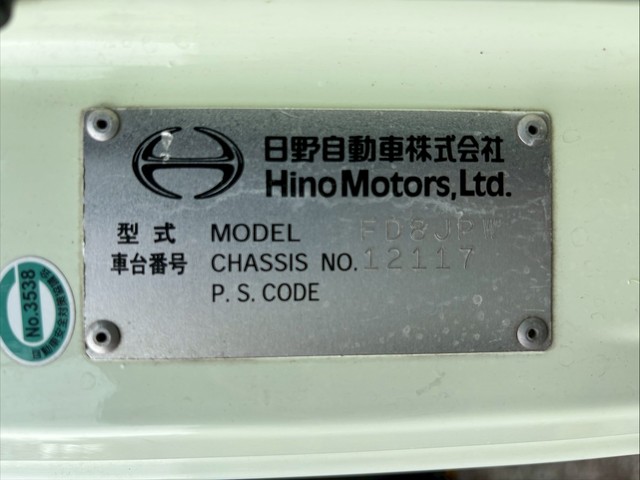 日野自動車株式会社
Hino Motors, Ltd.
型式 MODEL FD8JPW
車台番号 CHASSIS NO. 12117
P. S. CODE
No.3538